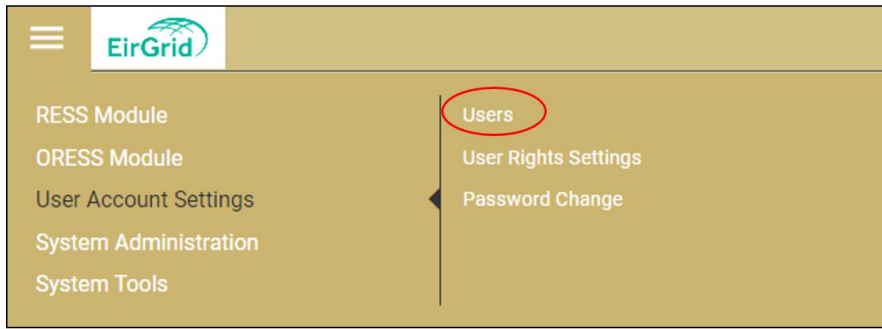 EirGrid
RESS Module
ORESS Module
User Account Settings
System Administration
System Tools
Users
User Rights Settings
Password Change